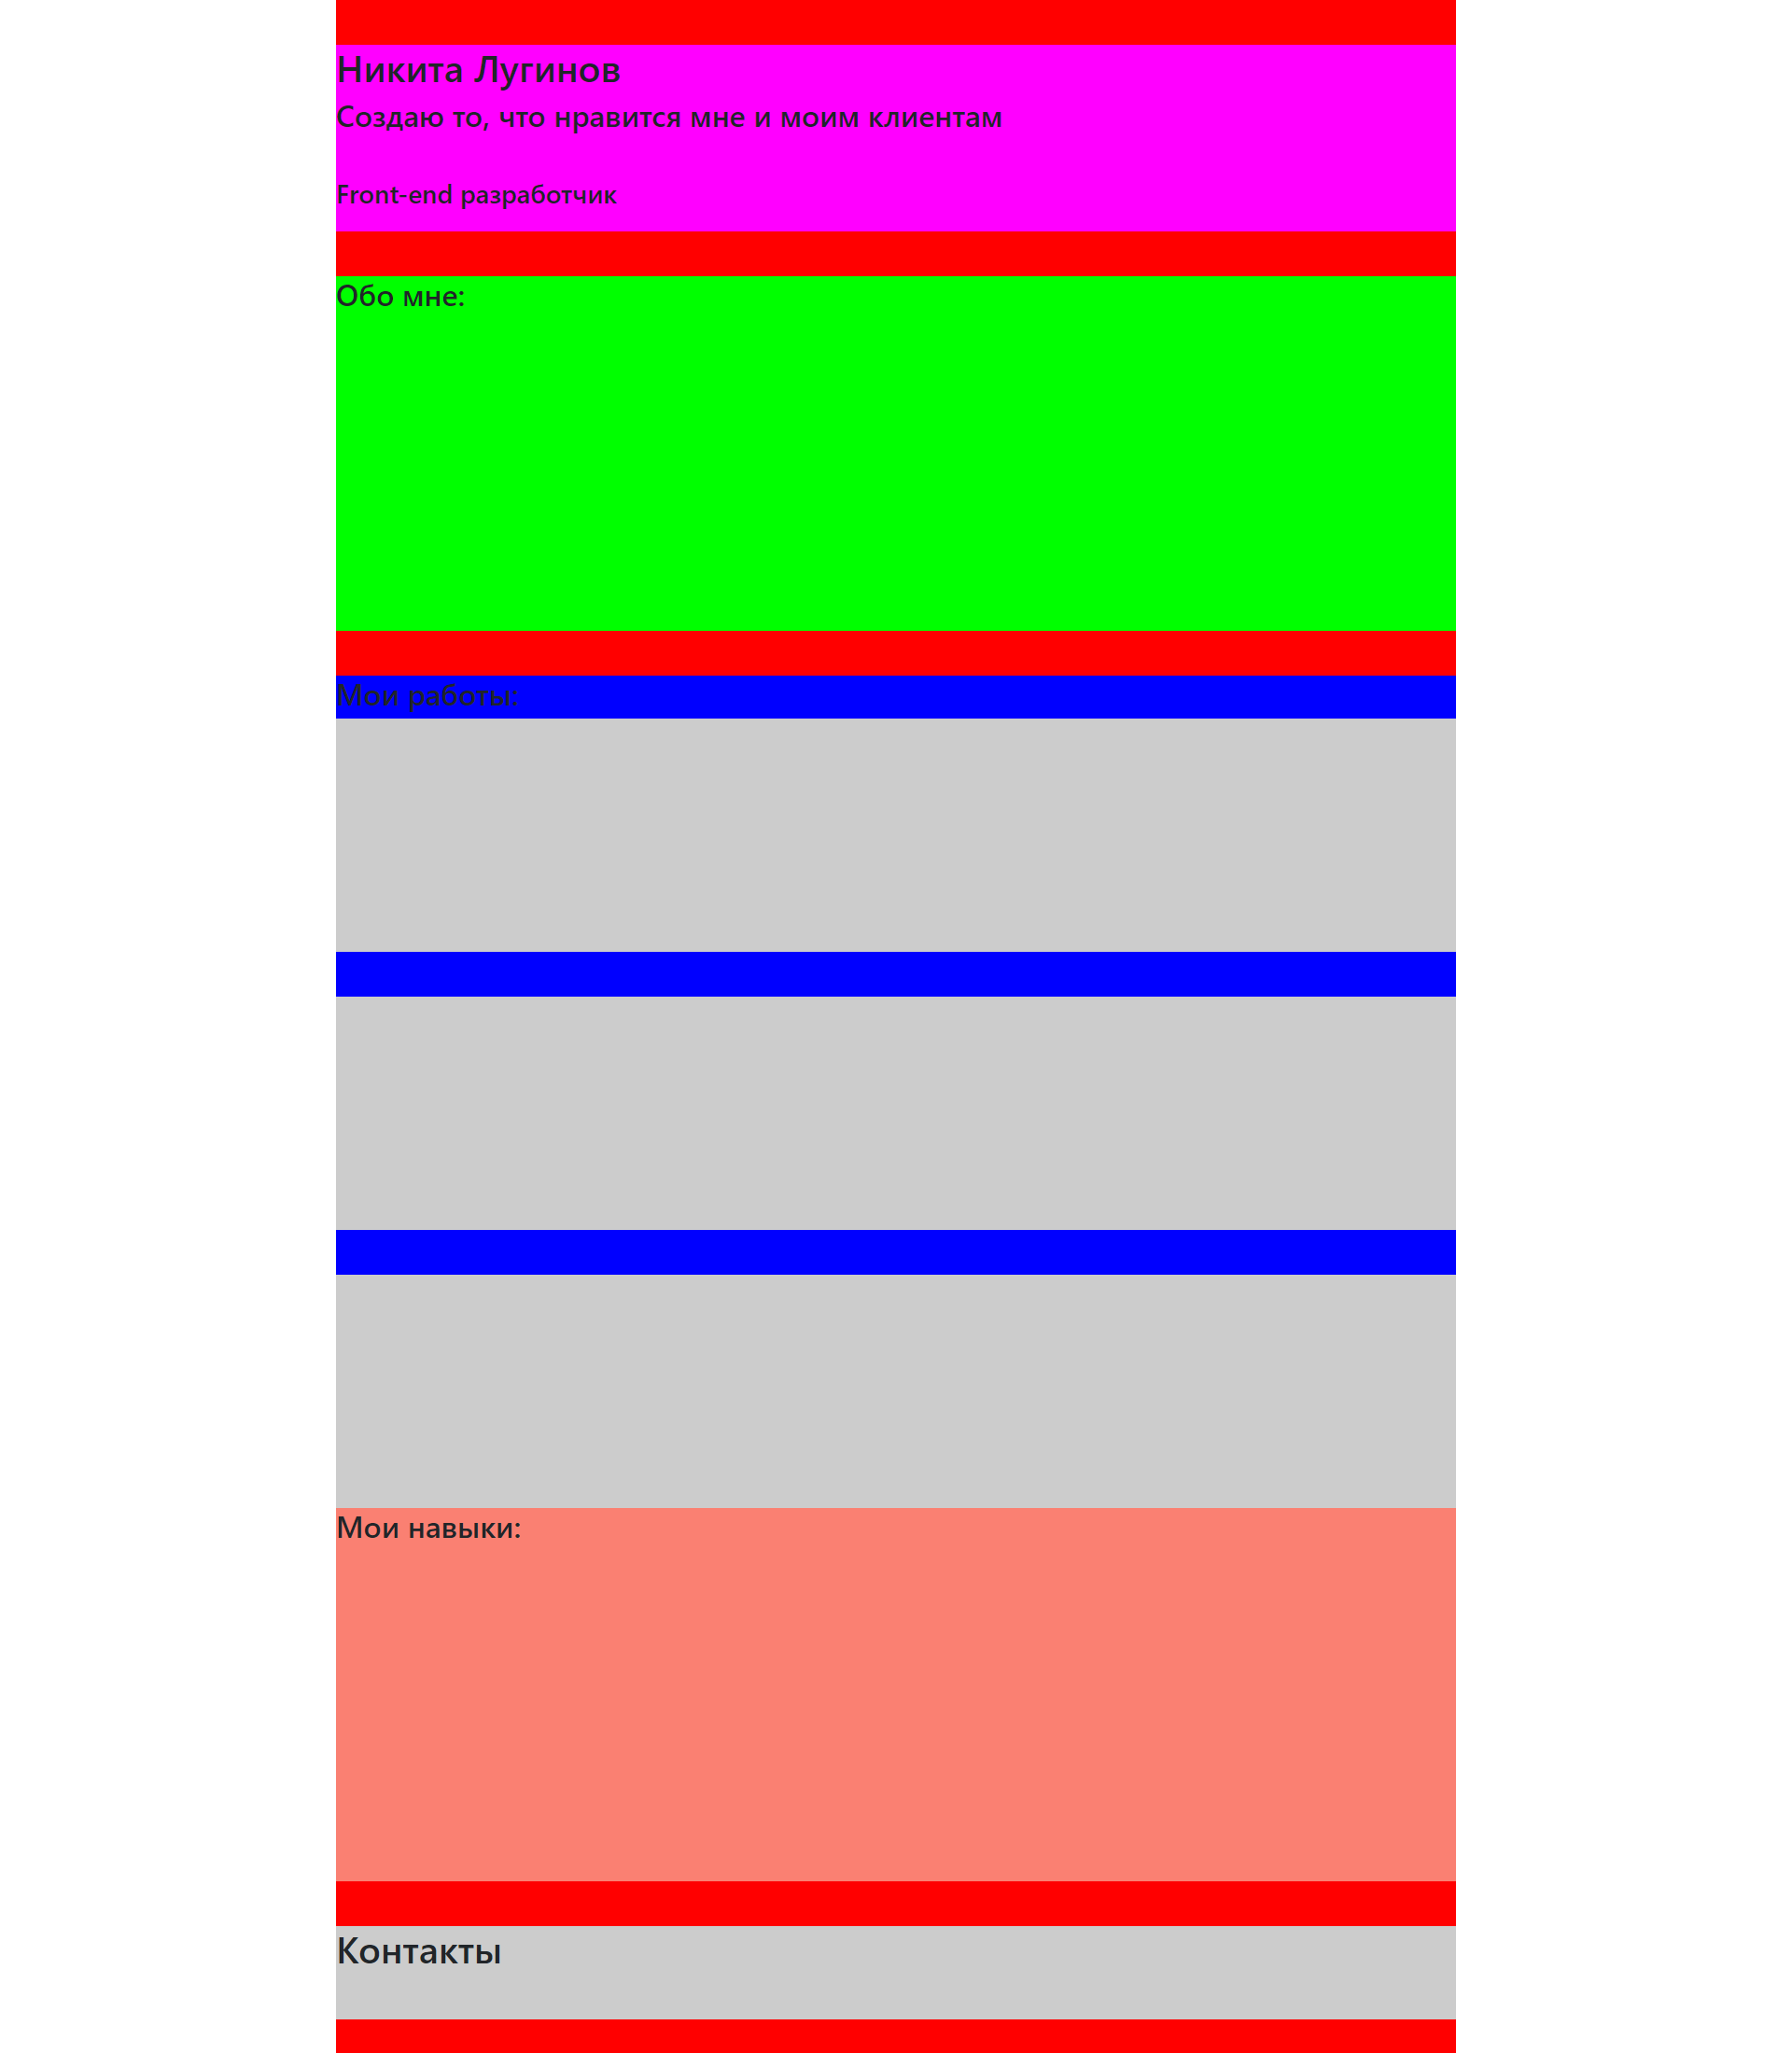 Никита Лугинов
Создаю то, что нравится мне и моим клиентам
Front-end разработчик
Обо мне:
Мои работы:
Мои навыки:
Контакты